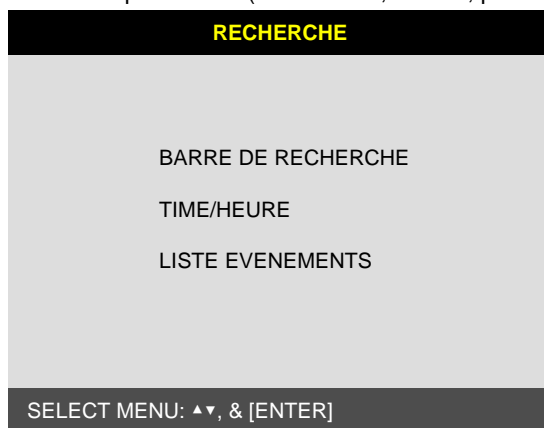 RECHERCHE
BARRE DE RECHERCHE
TIME/HEURE
LISTE EVENEMENTS
SELECT MENU: ▲▼, & [ENTER]